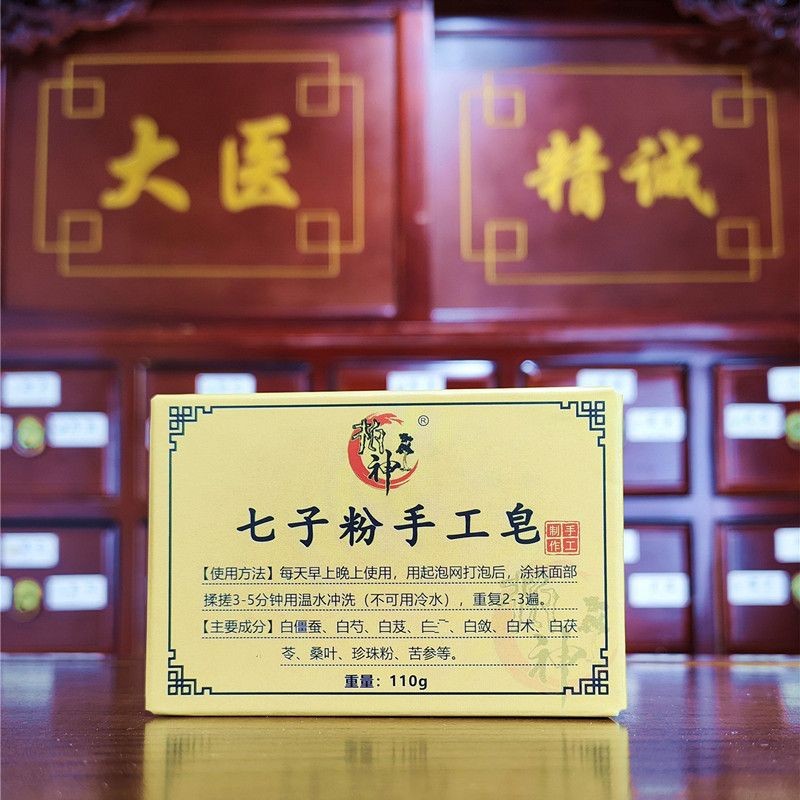 大医
精诚
神
®
七子粉手工皂
手工
制作
【使用方法】每天早上晚上使用，用起泡网打泡后，涂抹面部
揉搓3-5分钟用温水冲洗（不可用冷水），重复2-3遍。
【主要成分】白僵蚕、白芍、白芨、白、白蔹、白术、白茯
苓、桑叶、珍珠粉、苦参等。
重量：110g